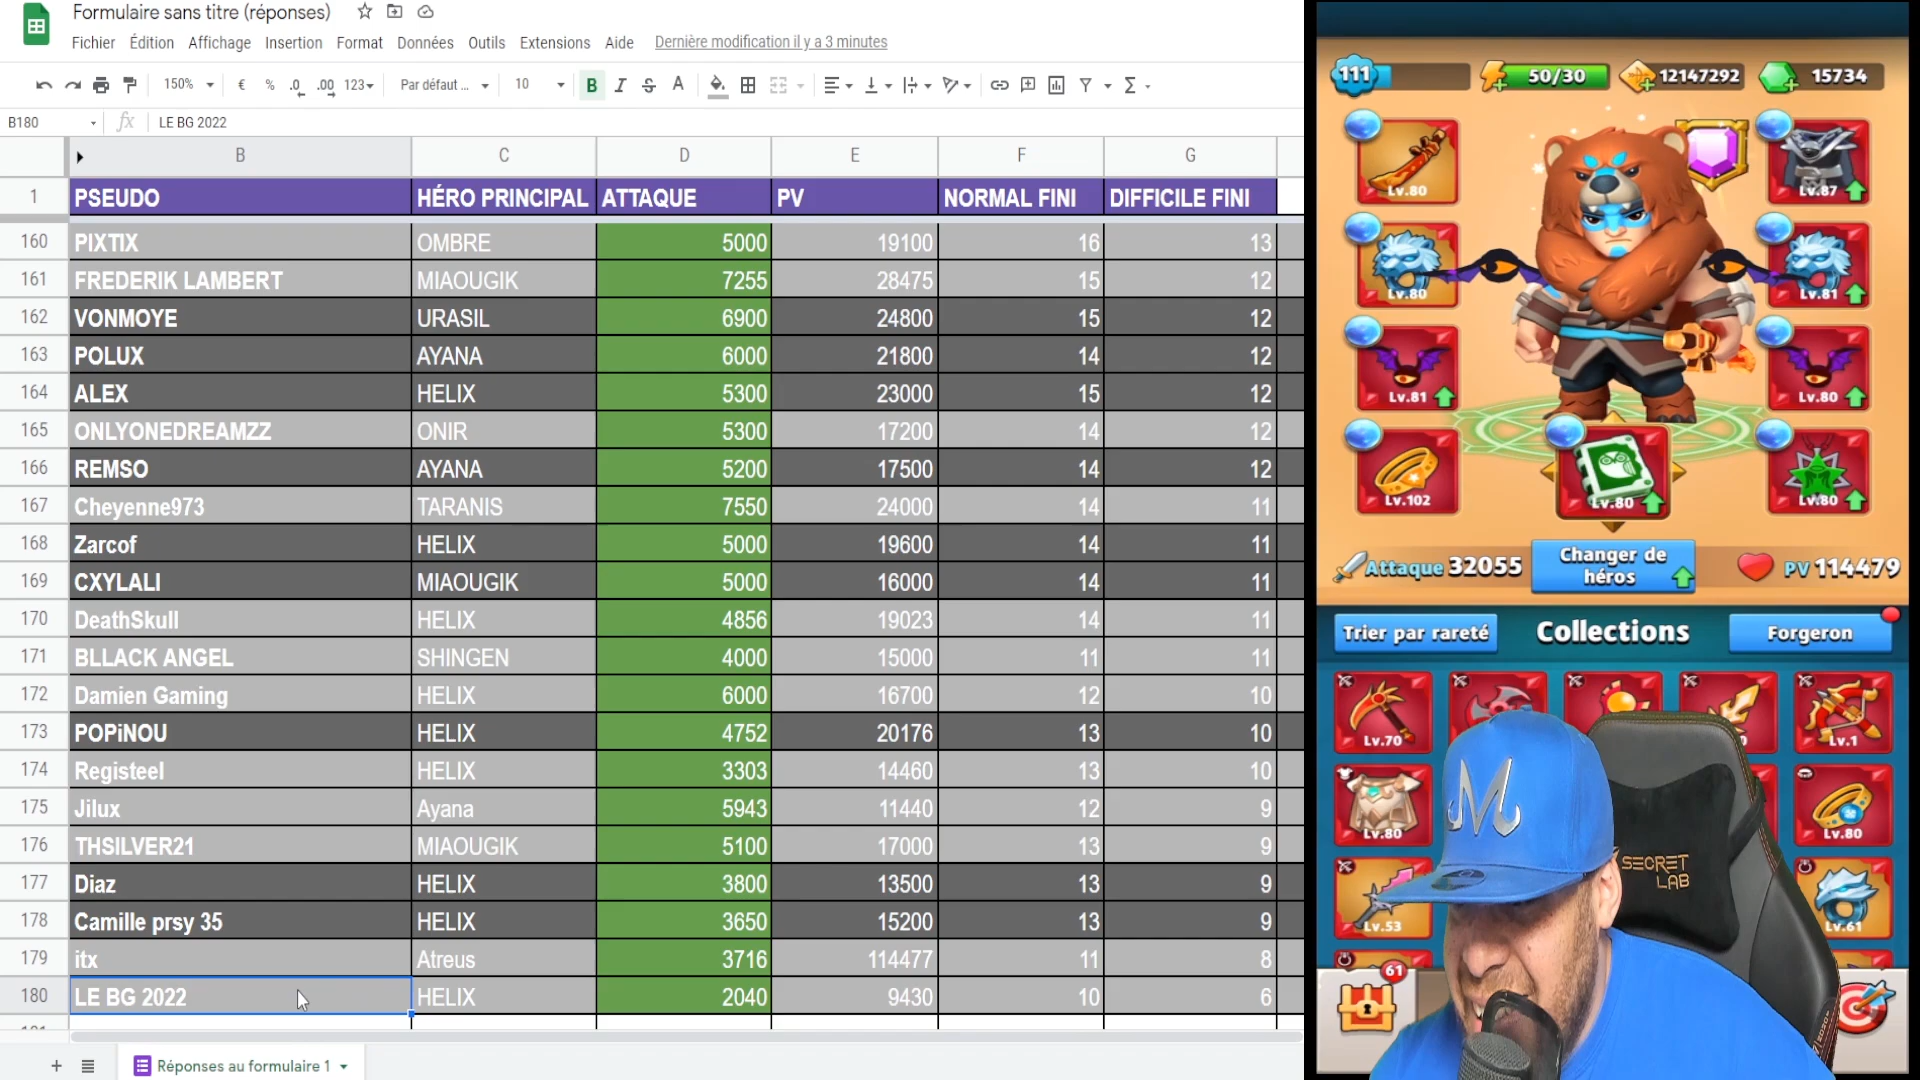 Formulaire sans titre (réponses)
Fichier Édition Affichage Insertion Format Données Outils Extensions Aide Dernière modification il y a 3 minutes
150% € % .0 .00 123 Par défaut ... 10 B I S A Σ
B180 fx LE BG 2022
B C D E F G
1 PSEUDO HÉRO PRINCIPAL ATTAQUE PV NORMAL FINI DIFFICILE FINI
160 PIXTIX OMBRE 5000 19100 16 13
161 FREDERIK LAMBERT MIAOUGIK 7255 28475 15 12
162 VONMOYE URASIL 6900 24800 15 12
163 POLUX AYANA 6000 21800 14 12
164 ALEX HELIX 5300 23000 15 12
165 ONLYONEDREAMZZ ONIR 5300 17200 14 12
166 REMSO AYANA 5200 17500 14 12
167 Cheyenne973 TARANIS 7550 24000 14 11
168 Zarcof HELIX 5000 19600 14 11
169 CXYLALI MIAOUGIK 5000 16000 14 11
170 DeathSkull HELIX 4856 19023 14 11
171 BLLACK ANGEL SHINGEN 4000 15000 11 11
172 Damien Gaming HELIX 6000 16700 12 10
173 POPiNOU HELIX 4752 20176 13 10
174 Registeel HELIX 3303 14460 13 10
175 Jilux Ayana 5943 11440 12 9
176 THSILVER21 MIAOUGIK 5100 17000 13 9
177 Diaz HELIX 3800 13500 13 9
178 Camille prsy 35 HELIX 3650 15200 13 9
179 itx Atreus 3716 114477 11 8
180 LE BG 2022 HELIX 2040 9430 10 6
Réponses au formulaire 1
111 50/30 12147292 15734
Lv.80 Lv.87
Lv.80 Lv.81
Lv.81 Lv.80
Lv.102 Lv.80 Lv.80
Attaque 32055 Changer de héros PV 114479
Trier par rareté Collections Forgeron
Lv.70 Lv.1
Lv.80 Lv.80
Lv.53 Lv.61
61
M
SECRET
LAB